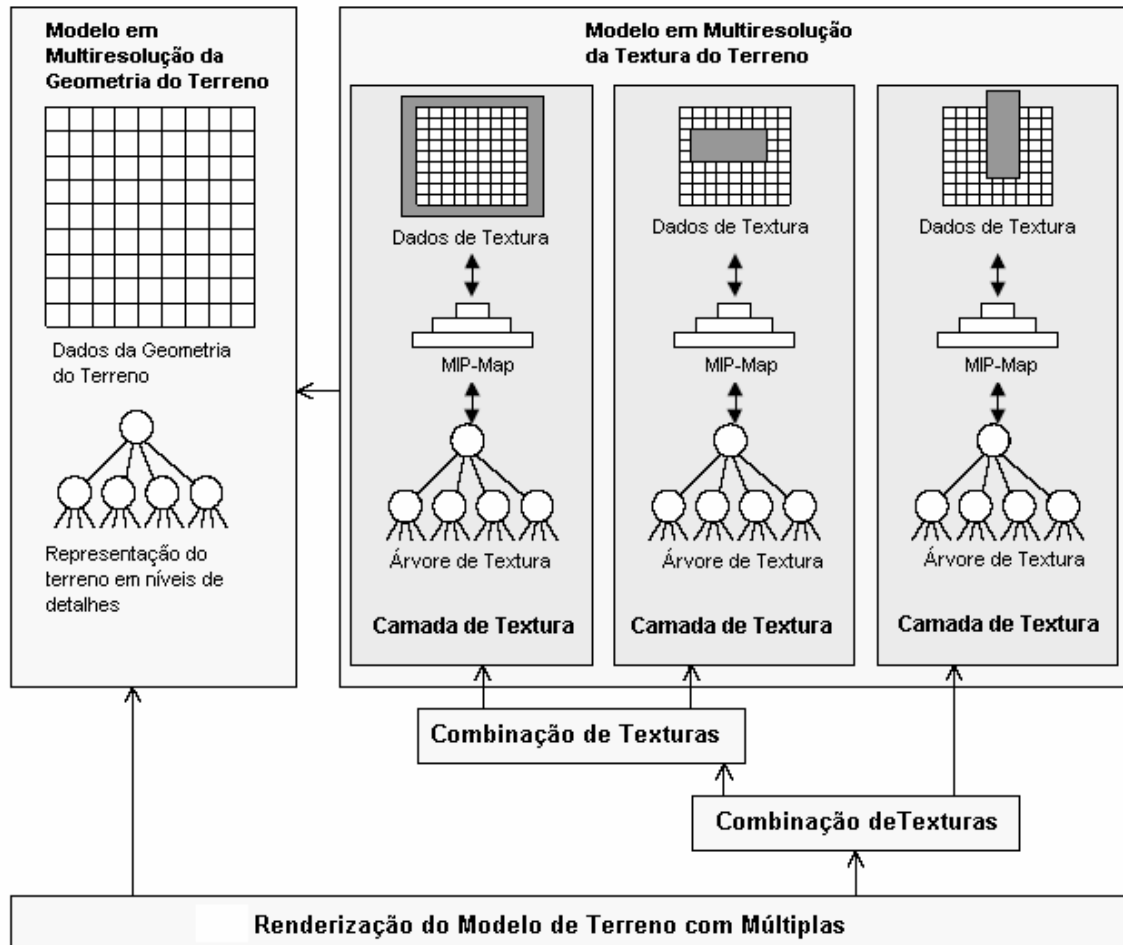 Modelo em
Multiresolução da
Geometria do Terreno
Dados da Geometria
do Terreno
Representação do
terreno em níveis de
detalhes
Modelo em Multiresolução
da Textura do Terreno
Dados de Textura
MIP-Map
Árvore de Textura
Camada de Textura
Dados de Textura
MIP-Map
Árvore de Textura
Camada de Textura
Dados de Textura
MIP-Map
Árvore de Textura
Camada de Textura
Combinação de Texturas
Combinação deTexturas
Renderização do Modelo de Terreno com Múltiplas